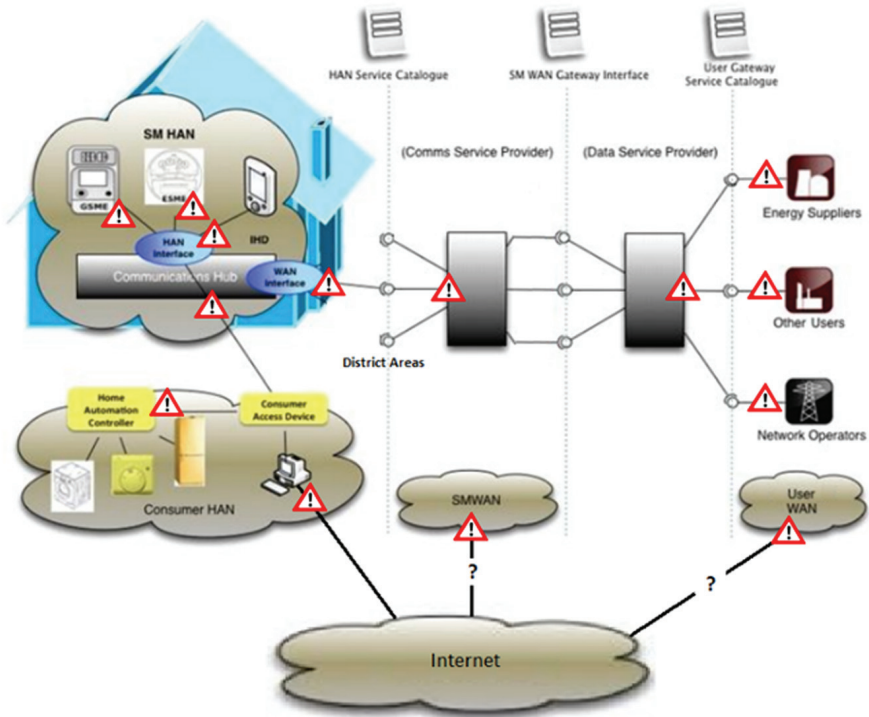 HAN Service Catalogue
SM WAN Gateway Interface
User Gateway
Service Catalogue
SM HAN
(Comms Service Provider)
(Data Service Provider)
GSME
ESME
IHD
HAN
Interface
Communications Hub
WAN
Interface
Energy Suppliers
Other Users
District Areas
Network Operators
Home
Automation
Controller
Consumer
Access Device
Consumer HAN
SMWAN
User
WAN
?
?
Internet